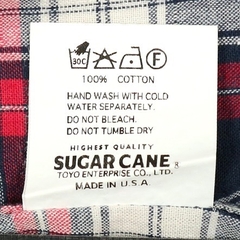 30C F
100% COTTON
HAND WASH WITH COLD
WATER SEPARATELY.
DO NOT BLEACH.
DO NOT TUMBLE DRY
HIGHEST QUALITY
SUGAR CANE®
TOYO ENTERPRISE CO., LTD.
MADE IN U.S.A.